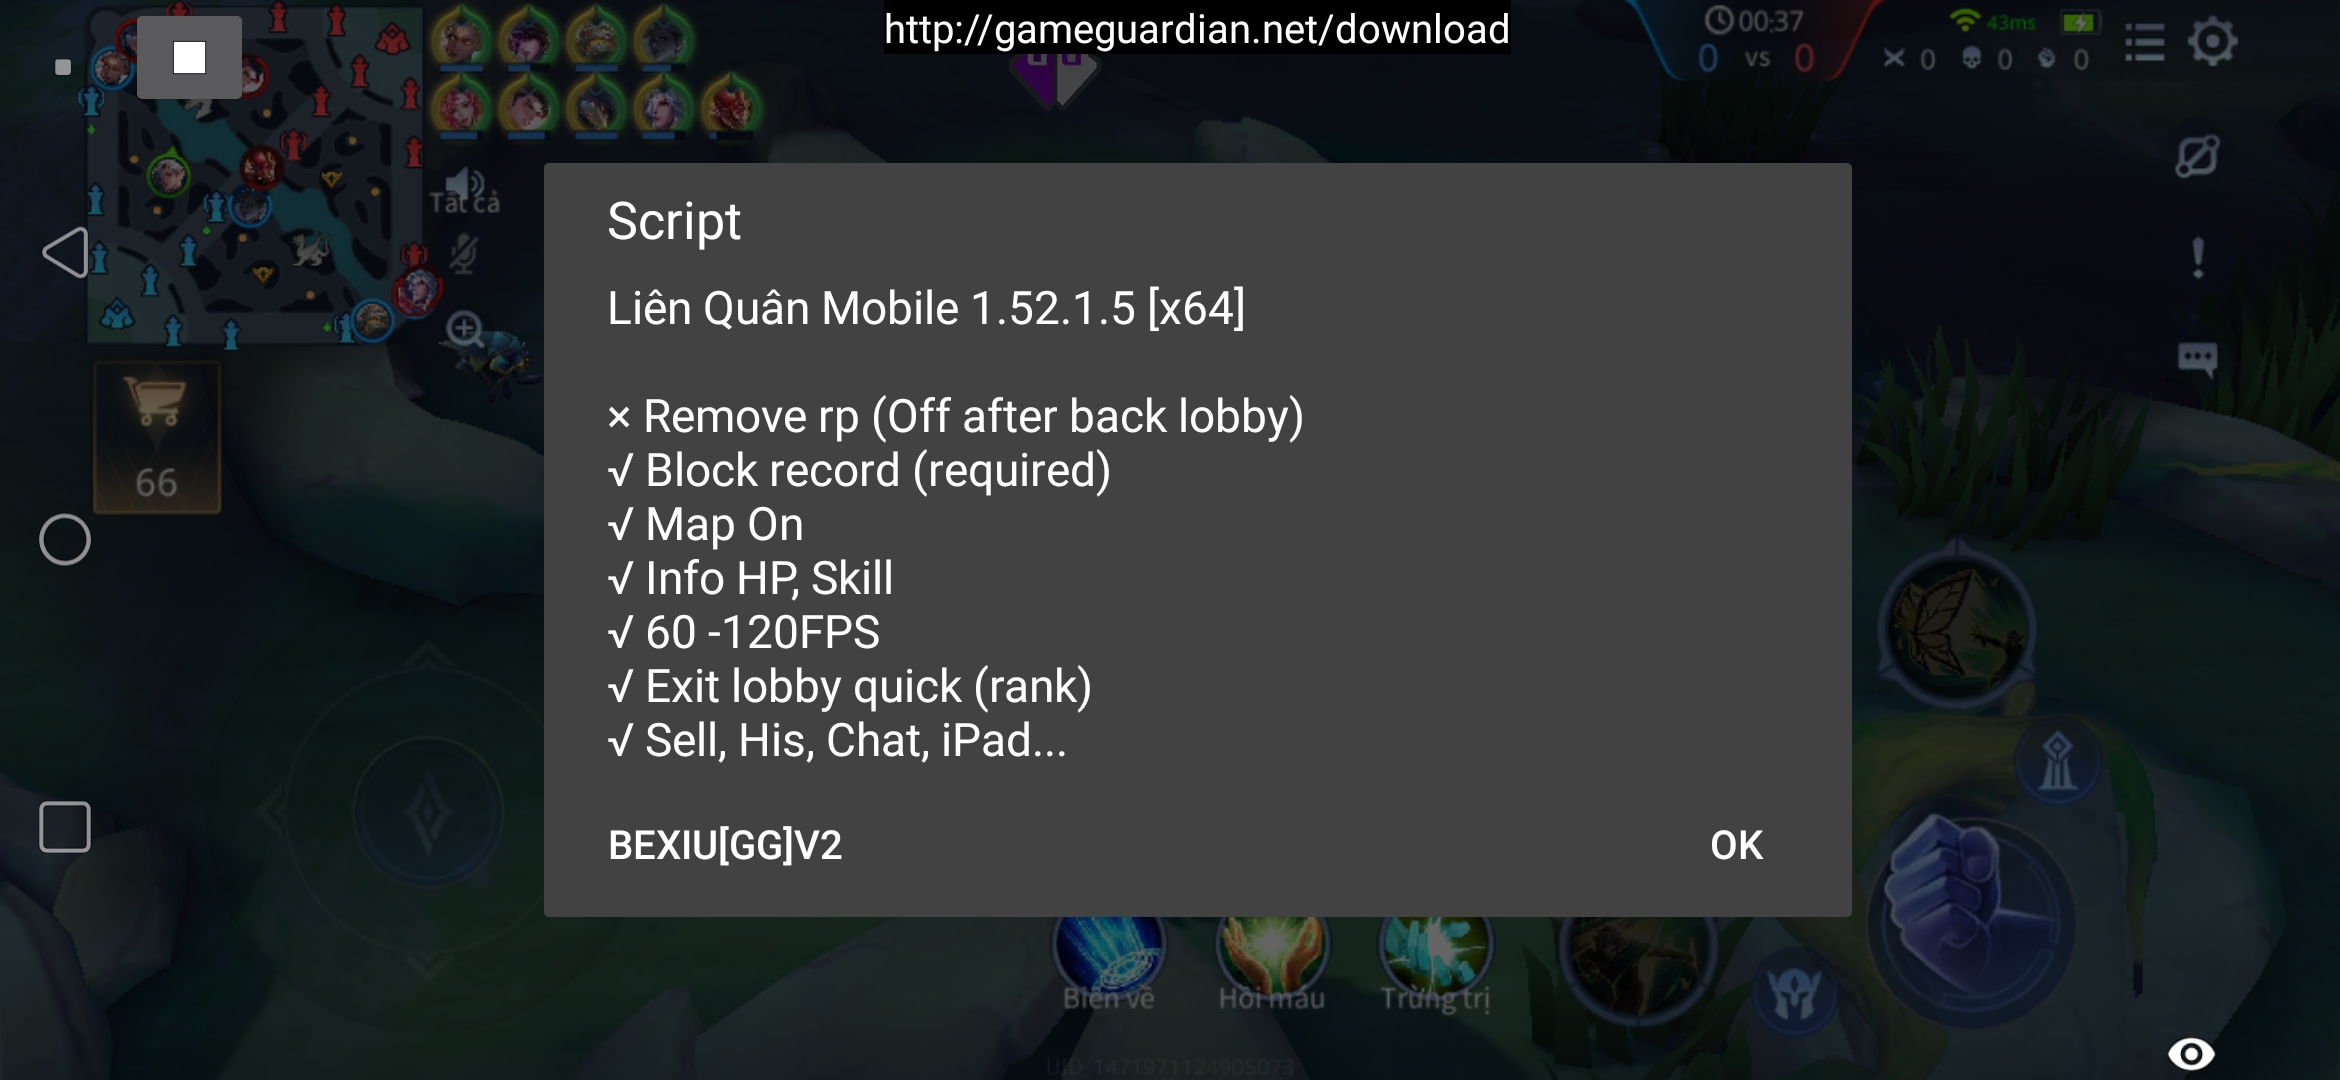 http://gameguardian.net/download
00:37
43ms
0 vs 0
0 0 0
Tất cả
66
Script
Liên Quân Mobile 1.52.1.5 [x64]
× Remove rp (Off after back lobby)
√ Block record (required)
√ Map On
√ Info HP, Skill
√ 60 -120FPS
√ Exit lobby quick (rank)
√ Sell, His, Chat, iPad...
BEXIU[GG]V2
OK
Biến về
Hồi máu
Trừng trị
UID: 1471971124905073